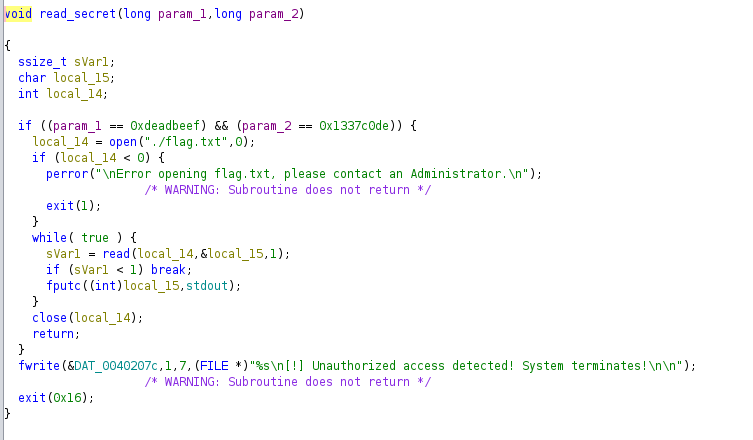 void read_secret(long param_1,long param_2)
{
ssize_t sVar1;
char local_15;
int local_14;
if ((param_1 == 0xdeadbeef) && (param_2 == 0x1337c0de)) {
local_14 = open("./flag.txt",0);
if (local_14 < 0) {
perror("\nError opening flag.txt, please contact an Administrator.\n");
/* WARNING: Subroutine does not return */
exit(1);
}
while( true ) {
sVar1 = read(local_14,&local_15,1);
if (sVar1 < 1) break;
fputc((int)local_15,stdout);
}
close(local_14);
return;
}
fwrite(&DAT_0040207c,1,7,(FILE *)"%s\n[!] Unauthorized access detected! System terminates!\n\n");
/* WARNING: Subroutine does not return */
exit(0x16);
}